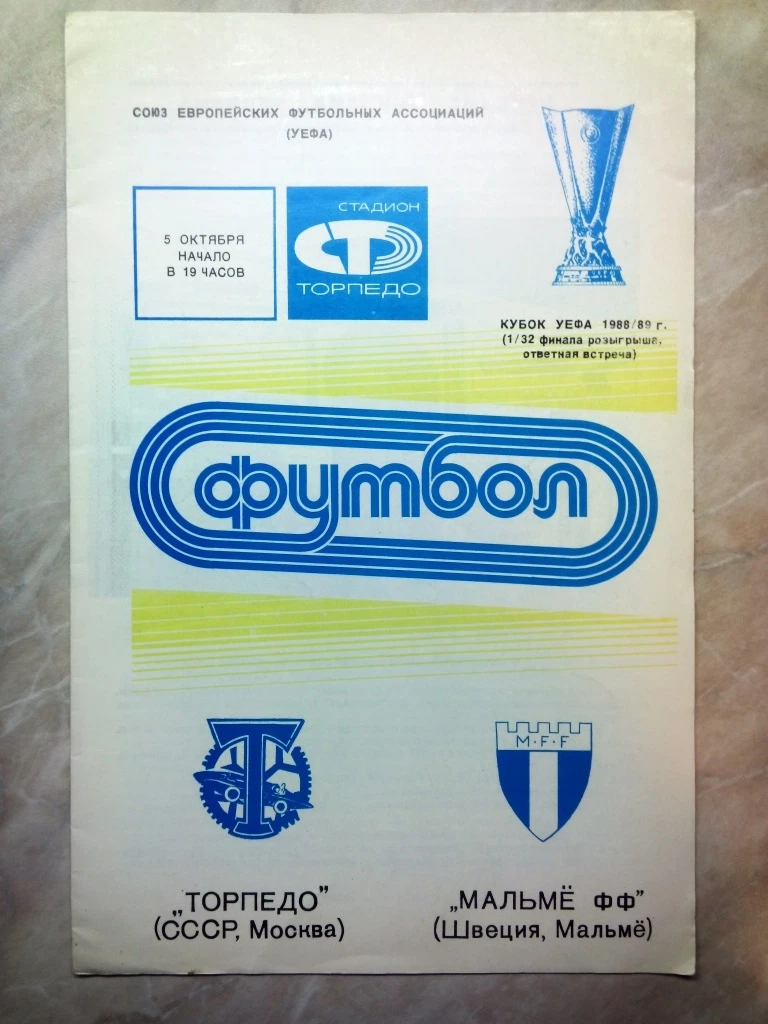 СОЮЗ ЕВРОПЕЙСКИХ ФУТБОЛЬНЫХ АССОЦИАЦИЙ
(УЕФА)
5 ОКТЯБРЯ
НАЧАЛО
В 19 ЧАСОВ
СТАДИОН
ТОРПЕДО
КУБОК УЕФА 1988/89 г.
(1/32 финала розыгрыша,
ответная встреча)
футбол
Т
M·F·F
„ТОРПЕДО”
(СССР, Москва)
„МАЛЬМЁ ФФ”
(Швеция, Мальмё)